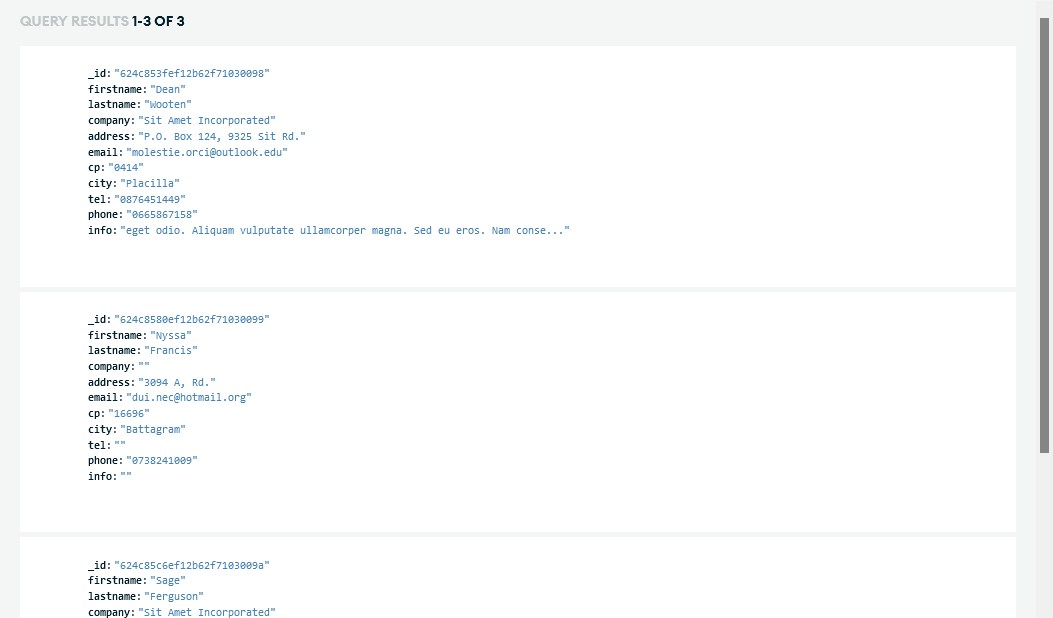 QUERY RESULTS 1-3 OF 3
_id: "624c853fef12b62f71030098"
firstname: "Dean"
lastname: "Wooten"
company: "Sit Amet Incorporated"
address: "P.O. Box 124, 9325 Sit Rd."
email: "molestie.orci@outlook.edu"
cp: "0414"
city: "Placilla"
tel: "0876451449"
phone: "0665867158"
info: "eget odio. Aliquam vulputate ullamcorper magna. Sed eu eros. Nam conse..."
_id: "624c8580ef12b62f71030099"
firstname: "Nyssa"
lastname: "Francis"
company: ""
address: "3094 A, Rd."
email: "dui.nec@hotmail.org"
cp: "16696"
city: "Battagram"
tel: ""
phone: "0738241009"
info: ""
_id: "624c85c6ef12b62f7103009a"
firstname: "Sage"
lastname: "Ferguson"
company: "Sit Amet Incorporated"